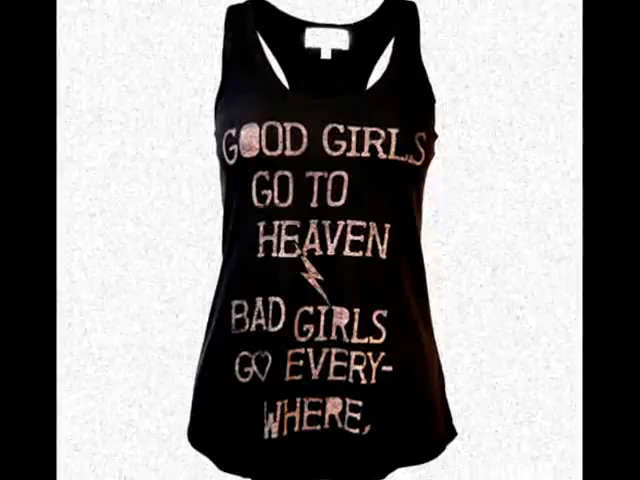 GOOD GIRLS
GO TO
HEAVEN
BAD GIRLS
GO EVERY-
WHERE,